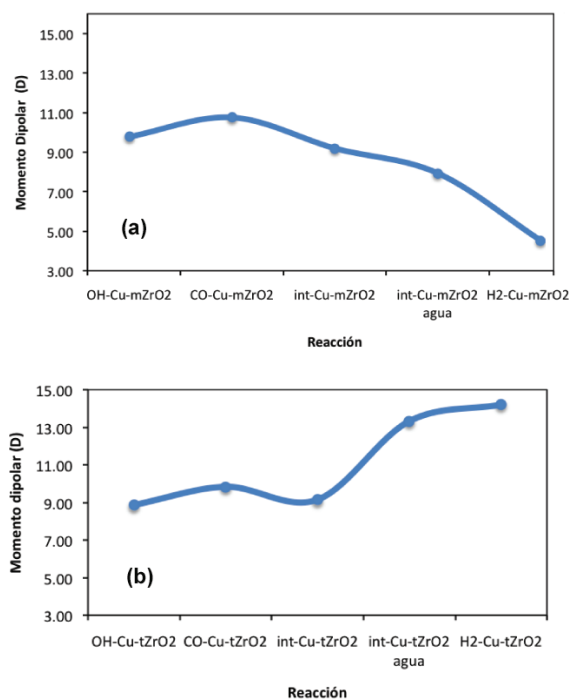 15.00
13.00
11.00
9.00
7.00
5.00
3.00
Momento Dipolar (D)
(a)
OH-Cu-mZrO2 CO-Cu-mZrO2 int-Cu-mZrO2 int-Cu-mZrO2 H2-Cu-mZrO2
agua
Reacción
15.00
13.00
11.00
9.00
7.00
5.00
3.00
Momento dipolar (D)
(b)
OH-Cu-tZrO2 CO-Cu-tZrO2 int-Cu-tZrO2 int-Cu-tZrO2 H2-Cu-tZrO2
agua
Reacción